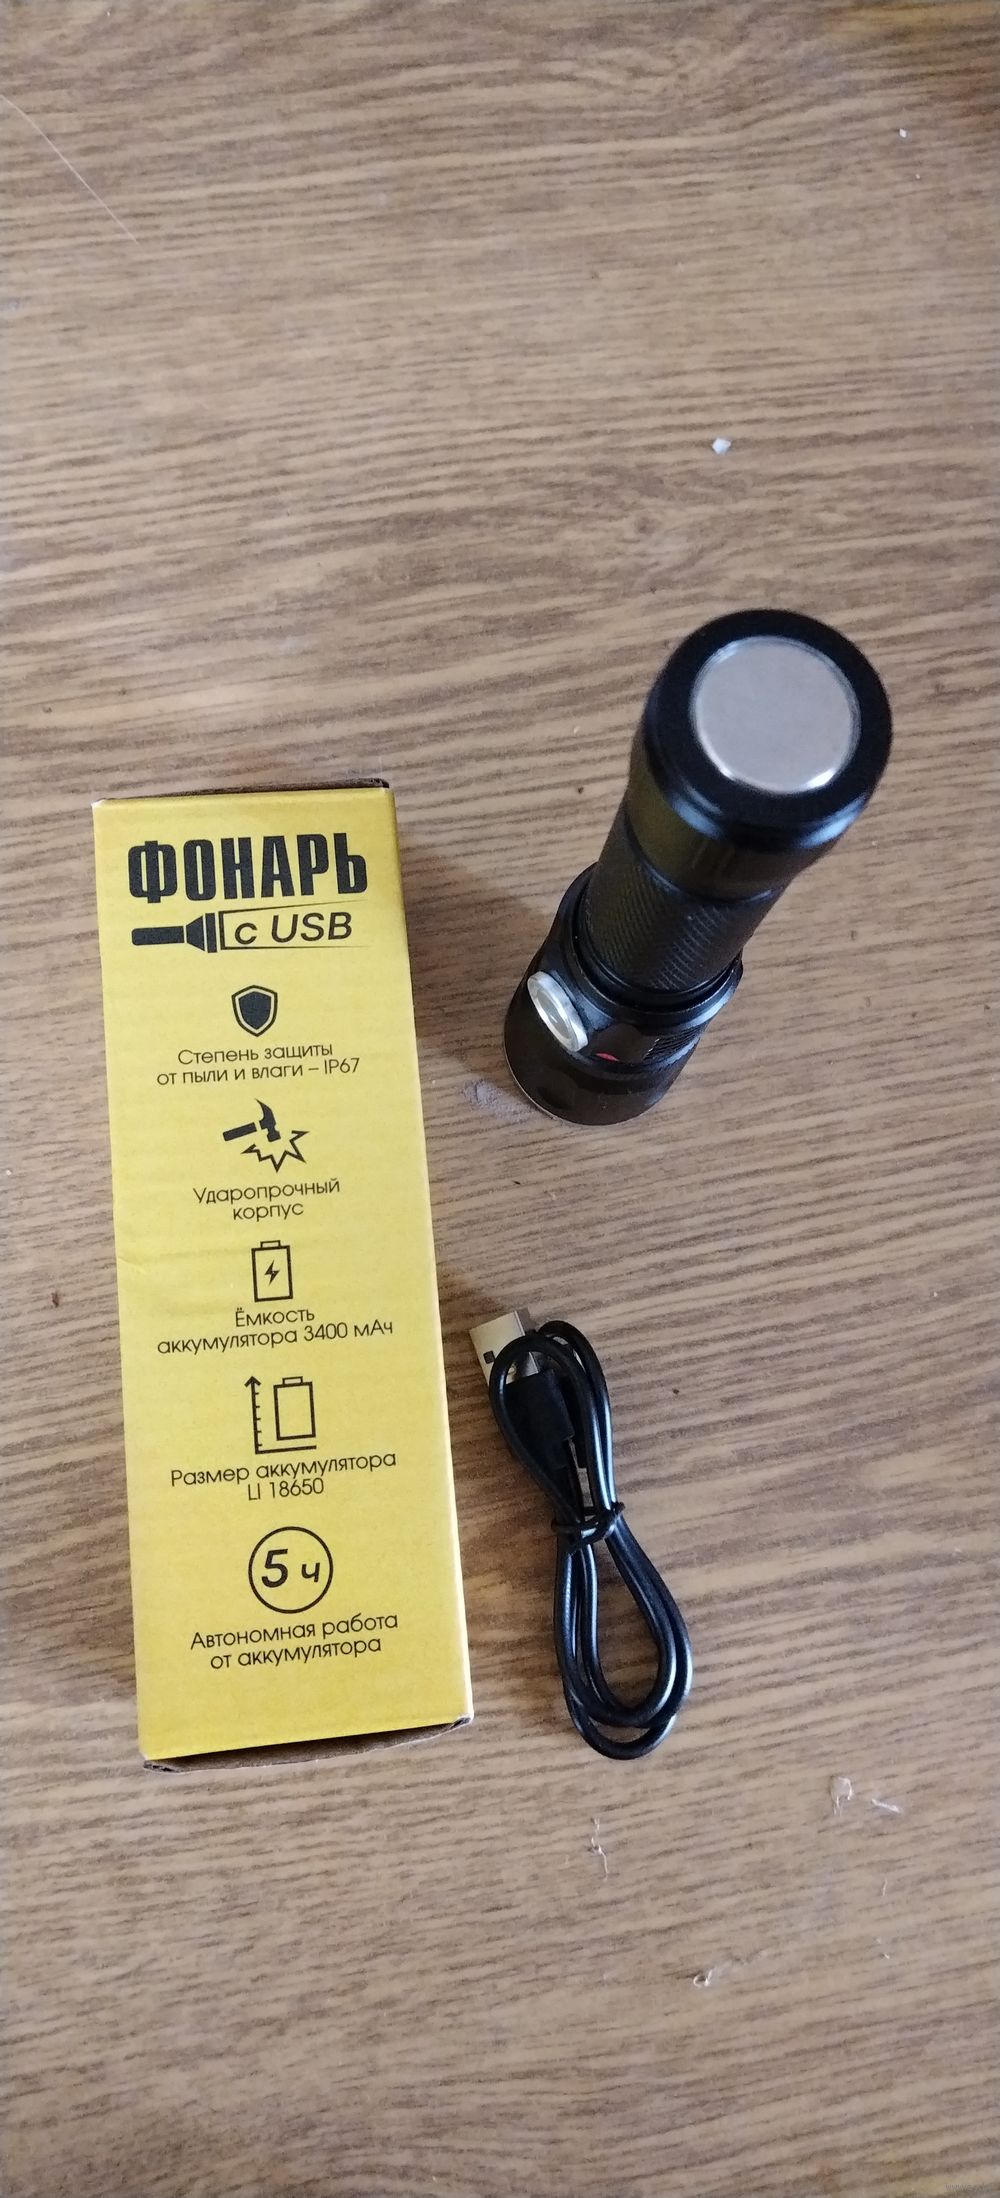 ФОНАРЬ
с USB
Степень защиты
от пыли и влаги – IP67
Ударопрочный
корпус
Ёмкость
аккумулятора 3400 мАч
Размер аккумулятора
LI 18650
5 ч
Автономная работа
от аккумулятора